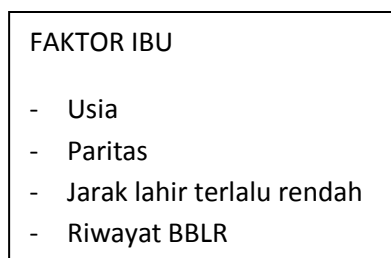 FAKTOR IBU
- Usia
- Paritas
- Jarak lahir terlalu rendah
- Riwayat BBLR